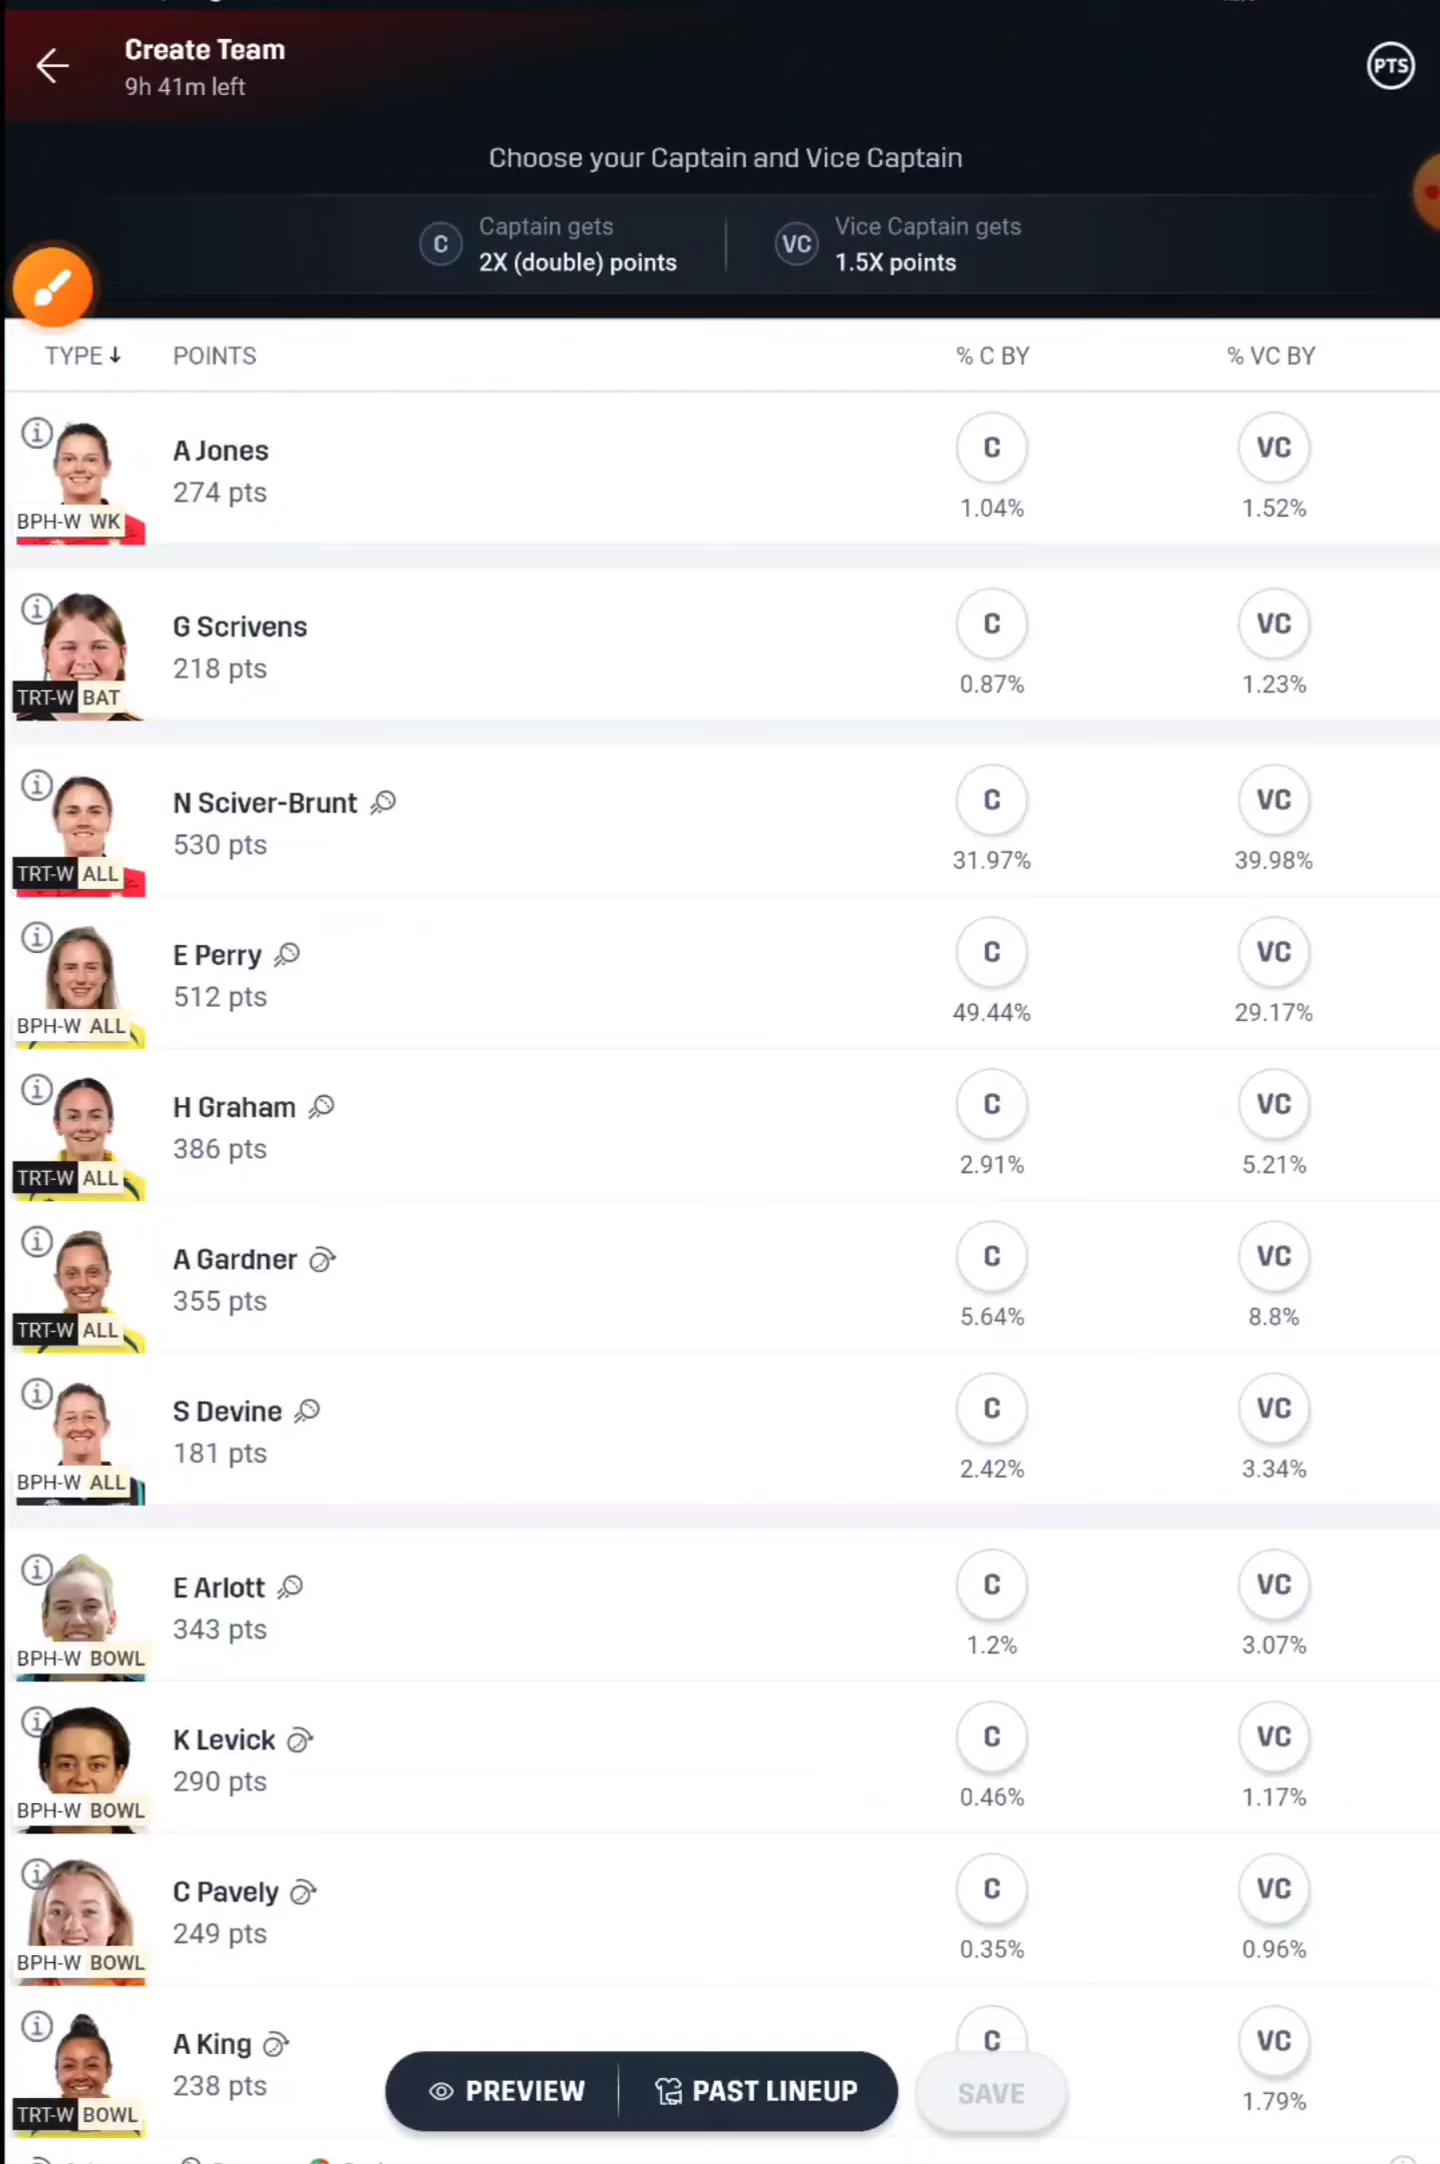 Create Team
9h 41m left
PTS
Choose your Captain and Vice Captain
C Captain gets 2X (double) points
VC Vice Captain gets 1.5X points
TYPE↓ POINTS % C BY % VC BY
A Jones
274 pts
BPH-W WK
C VC
1.04% 1.52%
G Scrivens
218 pts
TRT-W BAT
C VC
0.87% 1.23%
N Sciver-Brunt
530 pts
TRT-W ALL
C VC
31.97% 39.98%
E Perry
512 pts
BPH-W ALL
C VC
49.44% 29.17%
H Graham
386 pts
TRT-W ALL
C VC
2.91% 5.21%
A Gardner
355 pts
TRT-W ALL
C VC
5.64% 8.8%
S Devine
181 pts
BPH-W ALL
C VC
2.42% 3.34%
E Arlott
343 pts
BPH-W BOWL
C VC
1.2% 3.07%
K Levick
290 pts
BPH-W BOWL
C VC
0.46% 1.17%
C Pavely
249 pts
BPH-W BOWL
C VC
0.35% 0.96%
A King
238 pts
TRT-W BOWL
C VC
1.79%
PREVIEW PAST LINEUP SAVE